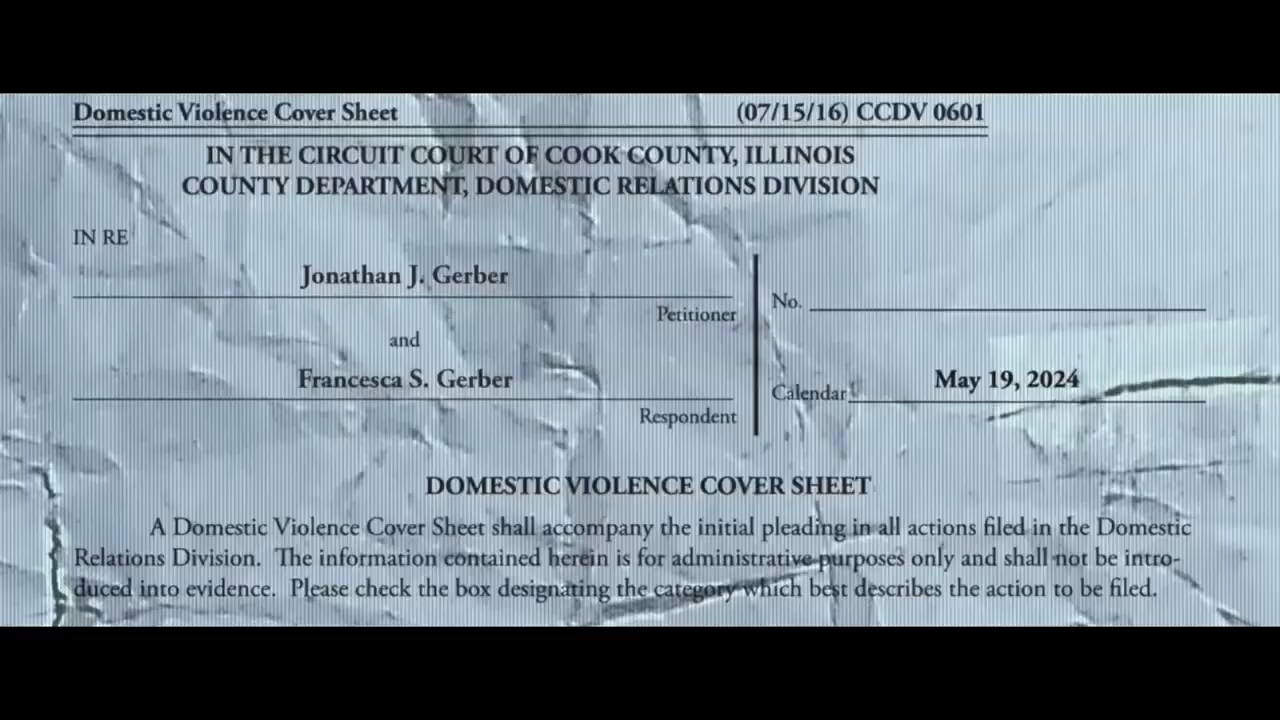 Domestic Violence Cover Sheet (07/15/16) CCDV 0601
IN THE CIRCUIT COURT OF COOK COUNTY, ILLINOIS
COUNTY DEPARTMENT, DOMESTIC RELATIONS DIVISION
IN RE
Jonathan J. Gerber
Petitioner
and
Francesca S. Gerber
Respondent
No.
Calendar May 19, 2024
DOMESTIC VIOLENCE COVER SHEET
A Domestic Violence Cover Sheet shall accompany the initial pleading in all actions filed in the Domestic
Relations Division. The information contained herein is for administrative purposes only and shall not be intro-
duced into evidence. Please check the box designating the category which best describes the action to be filed.